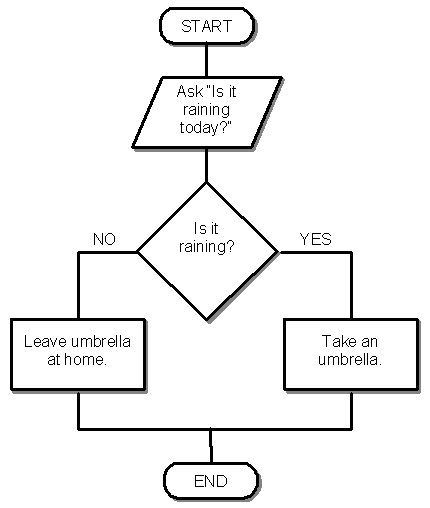 START
Ask "Is it
raining
today?"
Is it
raining?
NO
YES
Leave umbrella
at home.
Take an
umbrella.
END